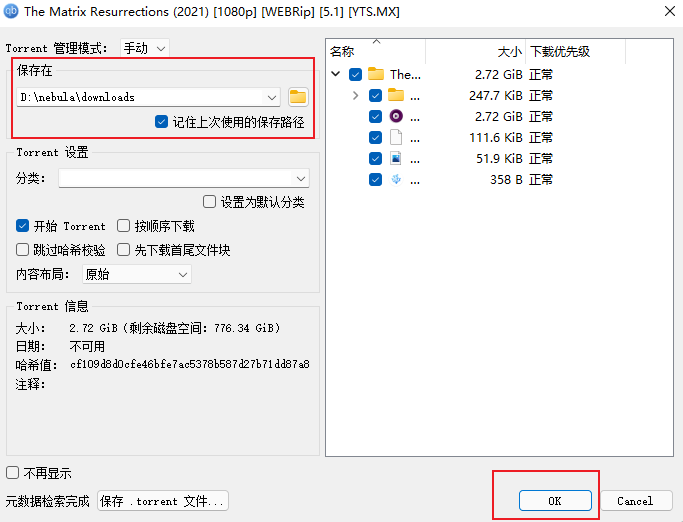 The Matrix Resurrections (2021) [1080p] [WEBRip] [5.1] [YTS.MX]
Torrent 管理模式: 手动
保存在
D:\nebula\downloads
记住上次使用的保存路径
Torrent 设置
分类:
设置为默认分类
开始 Torrent 按顺序下载
跳过哈希校验 先下载首尾文件块
内容布局: 原始
Torrent 信息
大小: 2.72 GiB (剩余磁盘空间: 776.34 GiB)
日期: 不可用
哈希值: cf109d8d0cfe46bfe7ac5378b587d27b71dd87a8
注释:
不再显示
元数据检索完成 保存 .torrent 文件...
名称 大小 下载优先级
The... 2.72 GiB 正常
... 247.7 KiB 正常
... 2.72 GiB 正常
... 111.6 KiB 正常
... 51.9 KiB 正常
... 358 B 正常
OK Cancel